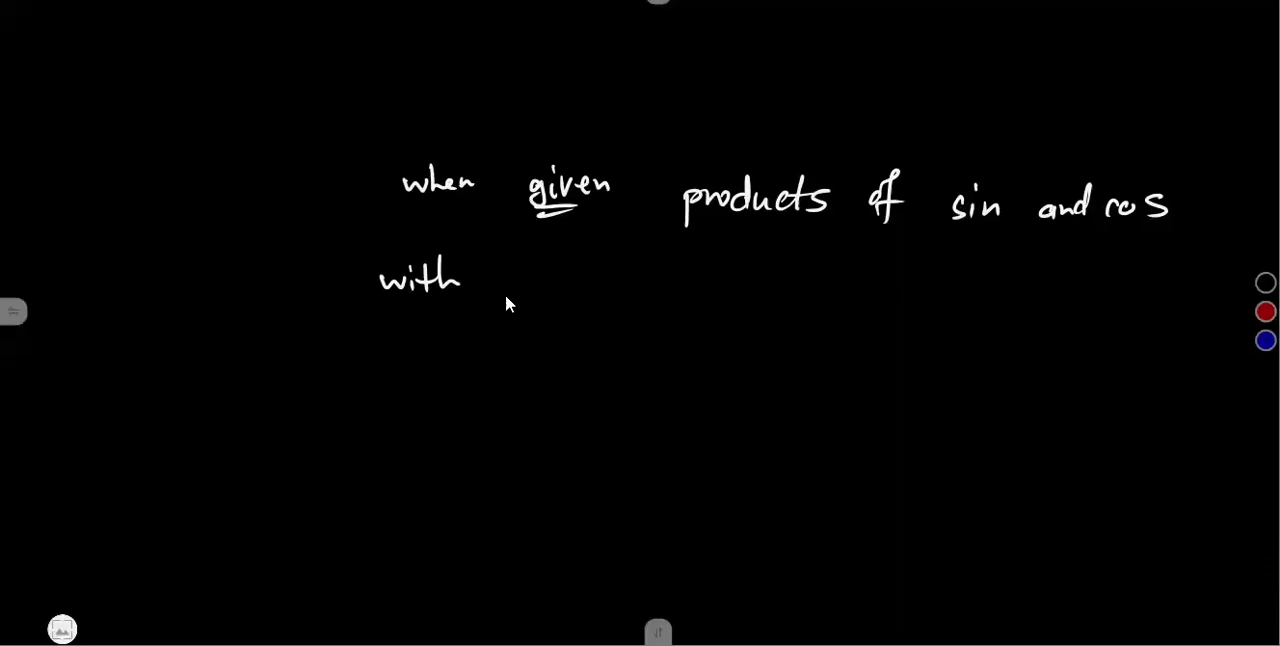 when given products of sin and cos
with